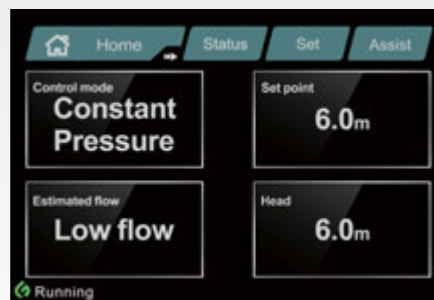 Home Status Set Assist
Control mode
Constant
Pressure
Set point
6.0m
Estimated flow
Low flow
Head
6.0m
Running